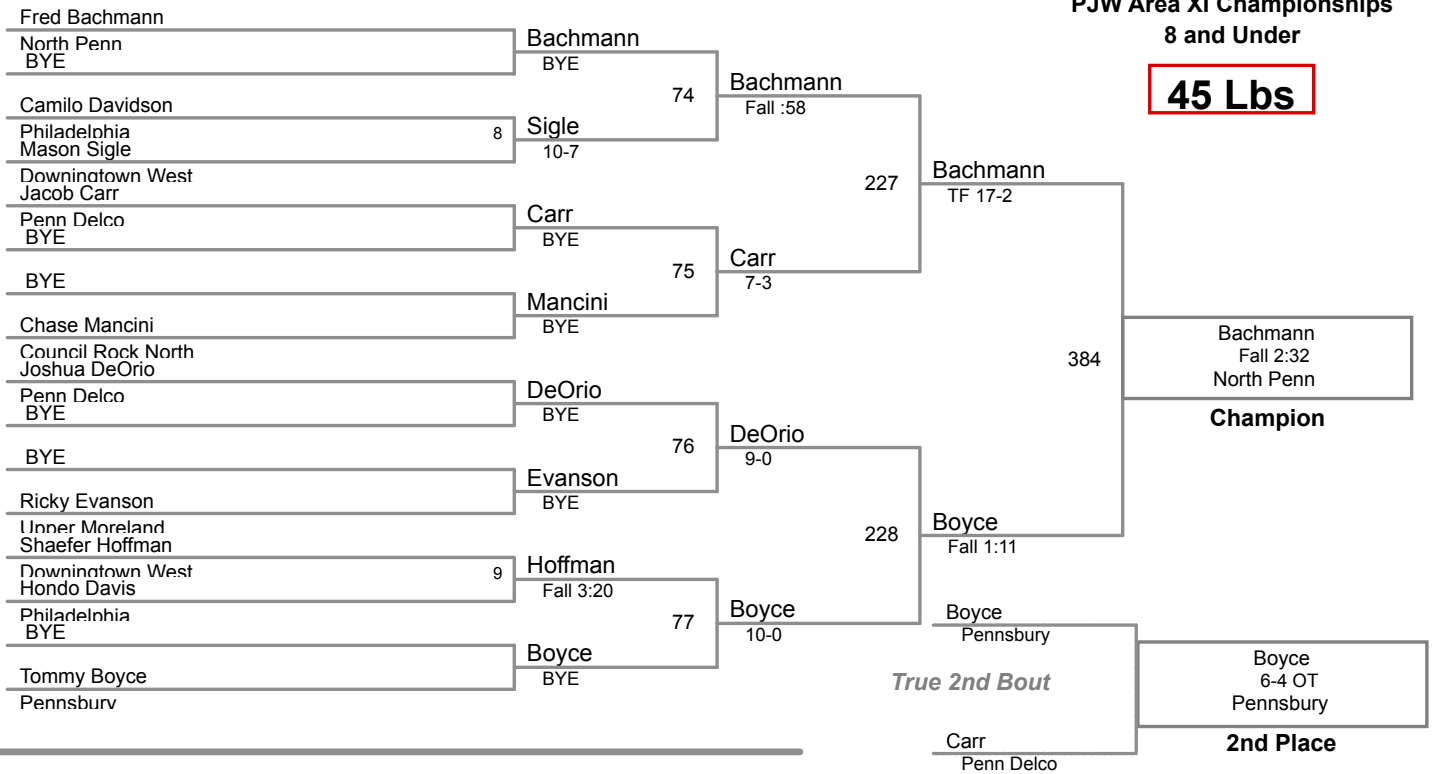 PJW Area XI Championships
8 and Under
45 Lbs
Fred Bachmann
North Penn
BYE
Camilo Davidson
Philadelphia
Mason Sigle
Downingtown West
Jacob Carr
Penn Delco
BYE
BYE
Chase Mancini
Council Rock North
Joshua DeOrio
Penn Delco
BYE
BYE
Ricky Evanson
Upper Moreland
Shaefer Hoffman
Downingtown West
Hondo Davis
Philadelphia
BYE
Tommy Boyce
Pennsbury
8
9
Bachmann
BYE
Sigle
10-7
Carr
BYE
Mancini
BYE
DeOrio
BYE
Evanson
BYE
Hoffman
Fall 3:20
Boyce
BYE
74
75
76
77
Bachmann
Fall :58
Carr
7-3
DeOrio
9-0
Boyce
10-0
227
228
Bachmann
TF 17-2
Boyce
Fall 1:11
384
Bachmann
Fall 2:32
North Penn
Champion
Boyce
Pennsbury
True 2nd Bout
Carr
Penn Delco
Boyce
6-4 OT
Pennsbury
2nd Place